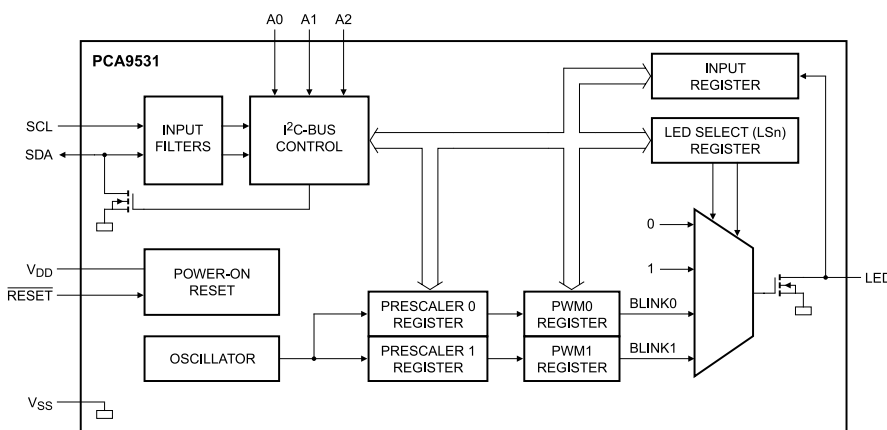 A0 A1 A2
PCA9531
SCL
SDA
INPUT
FILTERS
I²C-BUS
CONTROL
INPUT
REGISTER
LED SELECT (LSn)
REGISTER
0
1
VDD
RESET
POWER-ON
RESET
PRESCALER 0
REGISTER
PWM0
REGISTER
BLINK0
LED
OSCILLATOR
PRESCALER 1
REGISTER
PWM1
REGISTER
BLINK1
VSS